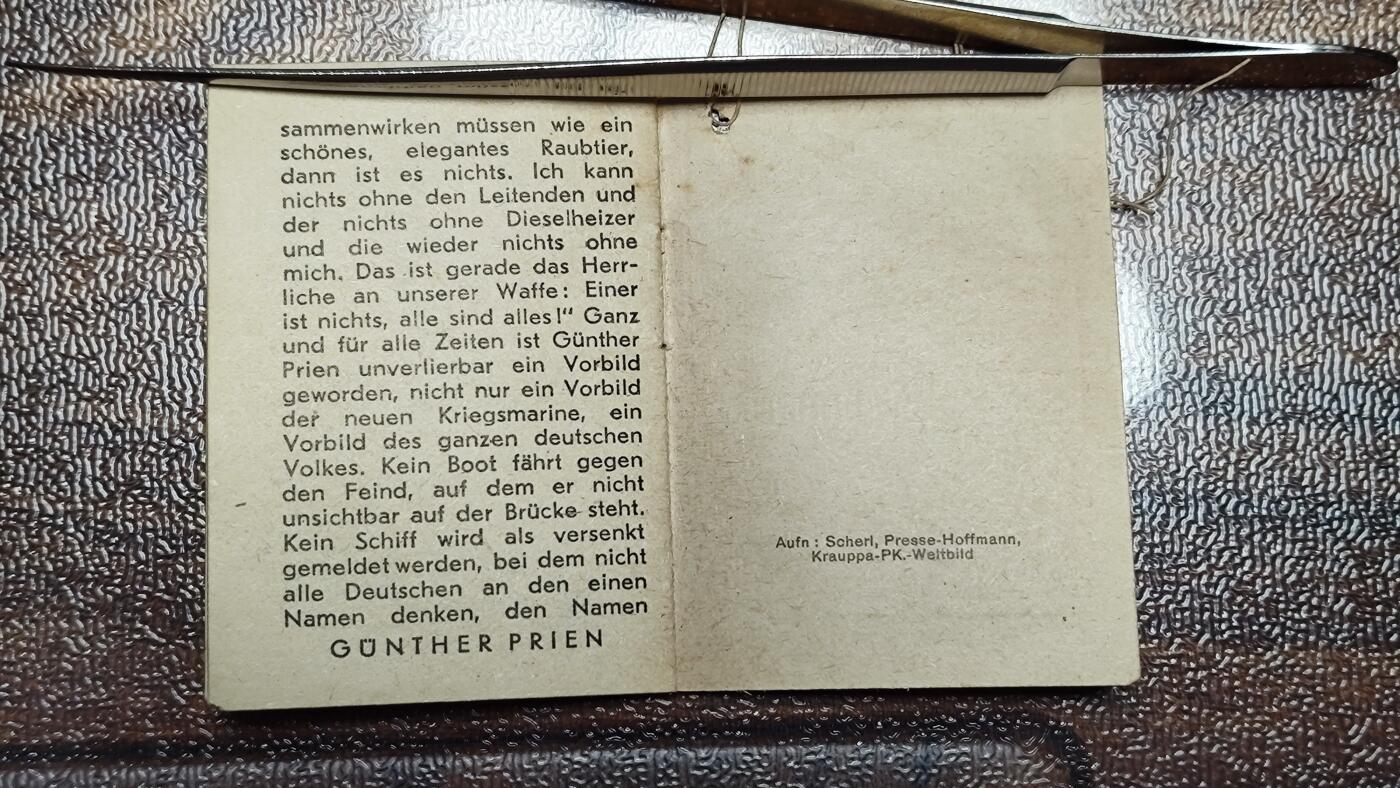 sammenwirken müssen wie ein
schönes, elegantes Raubtier,
dann ist es nichts. Ich kann
nichts ohne den Leitenden und
der nichts ohne Dieselheizer
und die wieder nichts ohne
mich. Das ist gerade das Herr-
liche an unserer Waffe: Einer
ist nichts, alle sind alles!“ Ganz
und für alle Zeiten ist Günther
Prien unverlierbar ein Vorbild
geworden, nicht nur ein Vorbild
der neuen Kriegsmarine, ein
Vorbild des ganzen deutschen
Volkes. Kein Boot fährt gegen
den Feind, auf dem er nicht
unsichtbar auf der Brücke steht.
Kein Schiff wird als versenkt
gemeldet werden, bei dem nicht
alle Deutschen an den einen
Namen denken, den Namen
GÜNTHER PRIEN
Aufn : Scherl, Presse-Hoffmann,
Krauppa-PK.-Weltbild